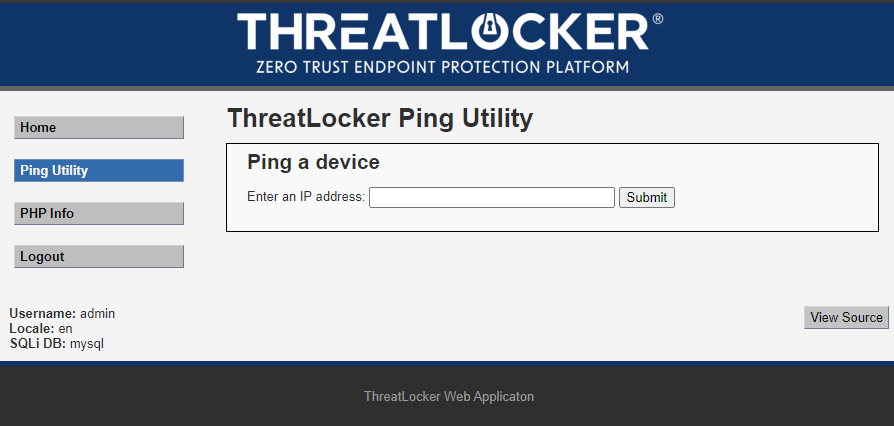 THREATLOCKER®
ZERO TRUST ENDPOINT PROTECTION PLATFORM
Home
Ping Utility
PHP Info
Logout
ThreatLocker Ping Utility
Ping a device
Enter an IP address: Submit
Username: admin
Locale: en
SQLi DB: mysql
View Source
ThreatLocker Web Applicaton